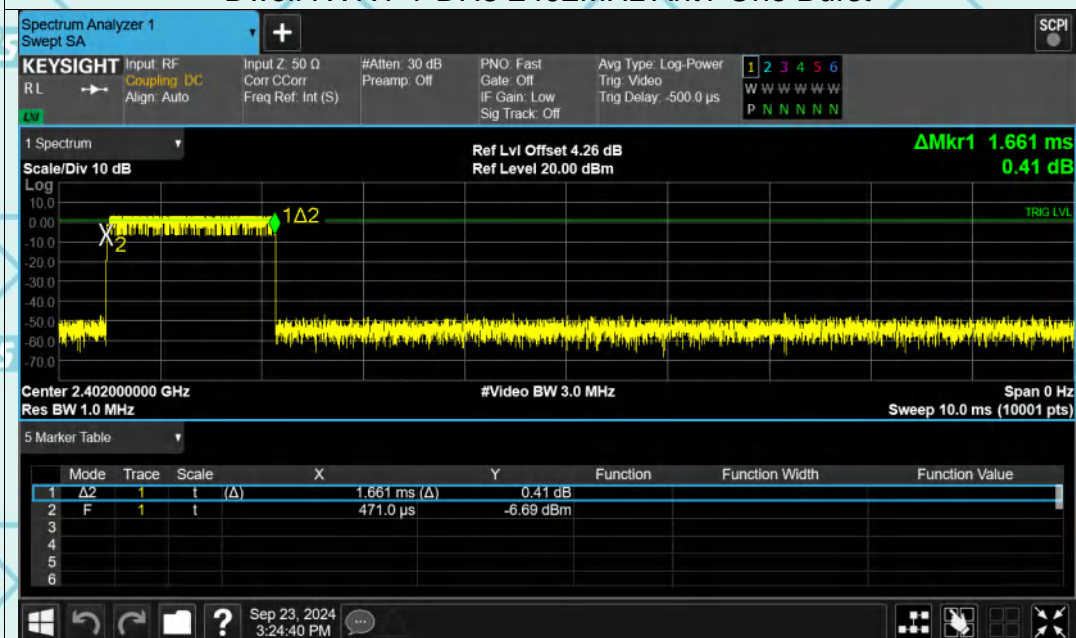 Spectrum Analyzer 1
Swept SA
+
SCPI
KEYSIGHT
RL
LXI
Input: RF
Coupling: DC
Align: Auto
Input Z: 50 Ω
Corr CCorr
Freq Ref: Int (S)
#Atten: 30 dB
Preamp: Off
PNO: Fast
Gate: Off
IF Gain: Low
Sig Track: Off
Avg Type: Log-Power
Trig: Video
Trig Delay: -500.0 µs
1 2 3 4 5 6
W W W W W W
P N N N N N
1 Spectrum
Scale/Div 10 dB
Ref Lvl Offset 4.26 dB
Ref Level 20.00 dBm
ΔMkr1 1.661 ms
0.41 dB
Log
10.0
0.00
-10.0
-20.0
-30.0
-40.0
-50.0
-60.0
-70.0
1Δ2
X2
TRIG LVL
Center 2.402000000 GHz
#Video BW 3.0 MHz
Span 0 Hz
Res BW 1.0 MHz
Sweep 10.0 ms (10001 pts)
5 Marker Table
Mode Trace Scale X Y Function Function Width Function Value
1 Δ2 1 t (Δ) 1.661 ms (Δ) 0.41 dB
2 F 1 t 471.0 µs -6.69 dBm
3
4
5
6
?
Sep 23, 2024
3:24:40 PM